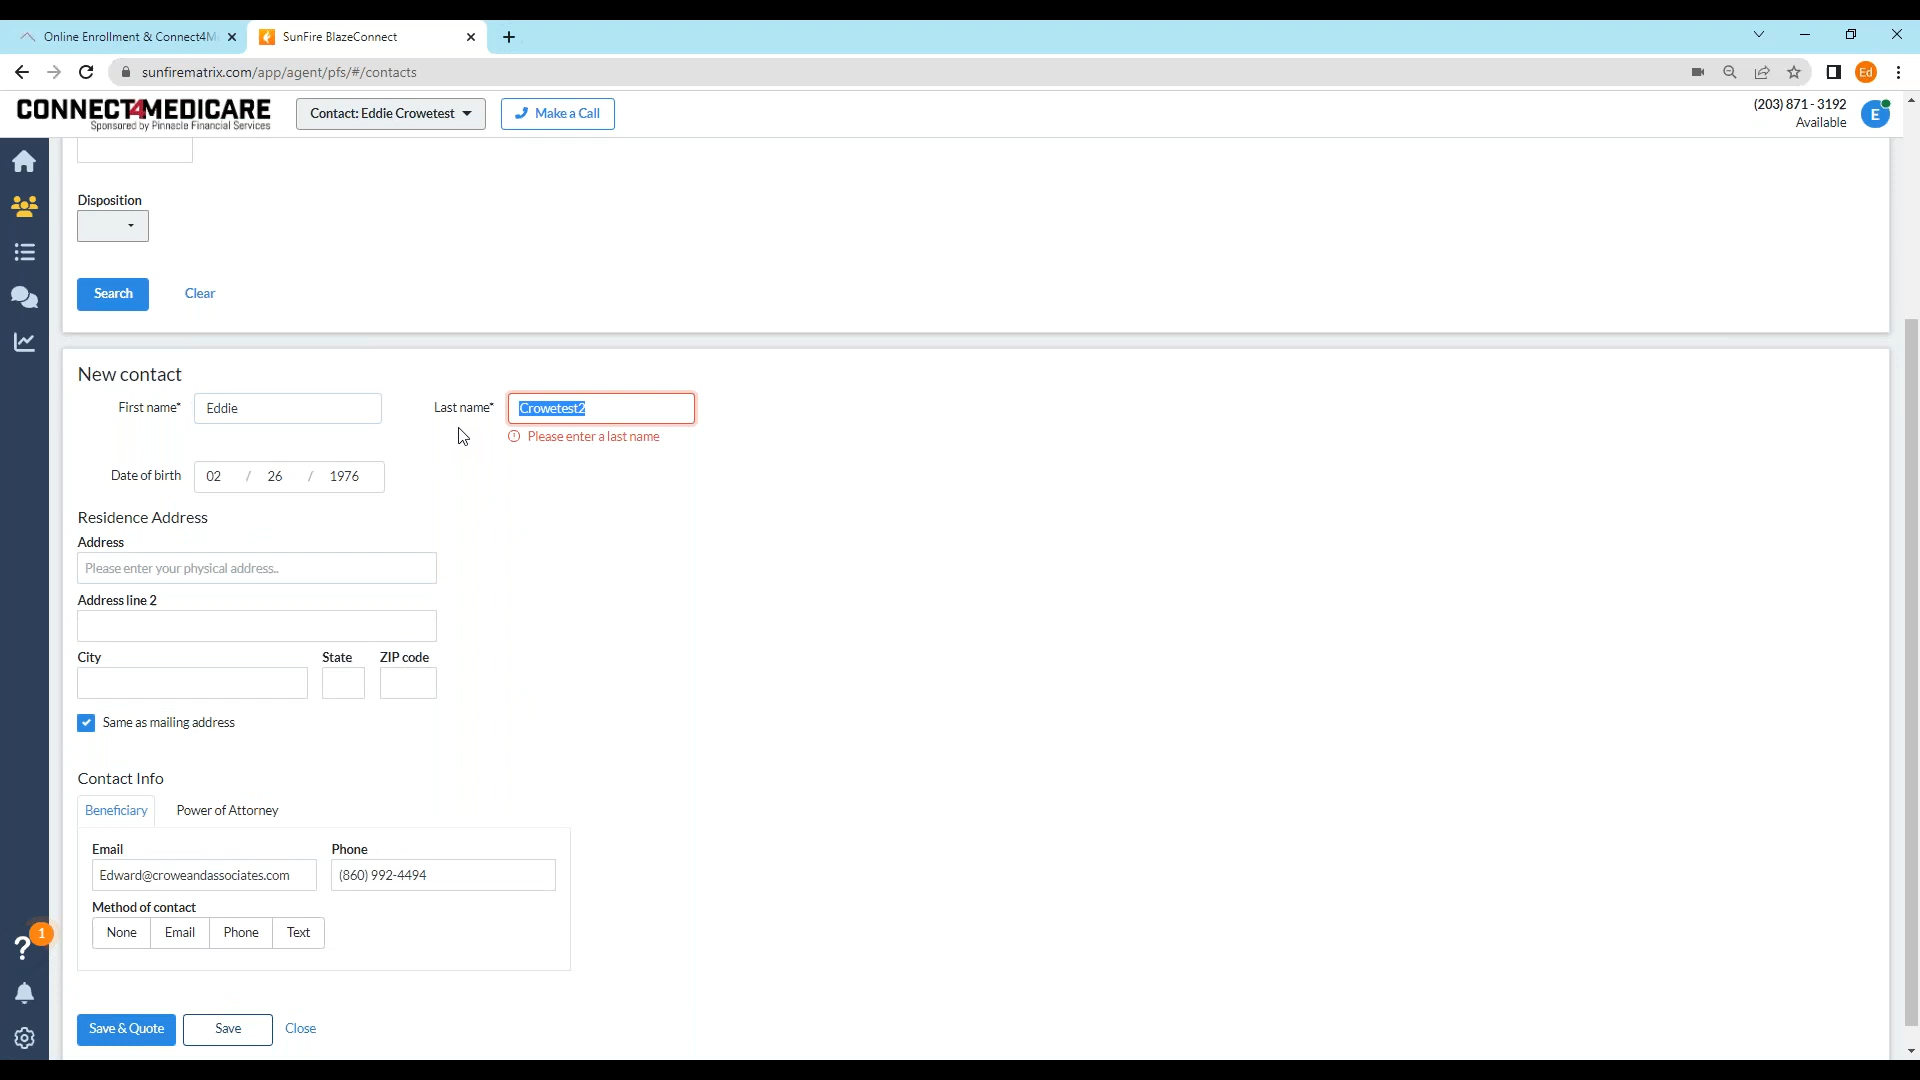 Online Enrollment & Connect4M
SunFire BlazeConnect
sunfirematrix.com/app/agent/pfs/#/contacts
Ed
CONNECT4MEDICARE
Sponsored by Pinnacle Financial Services
Contact: Eddie Crowetest
Make a Call
(203) 871 - 3192
Available
E
Disposition
Search
Clear
New contact
First name*
Eddie
Last name*
Crowetest2
Please enter a last name
Date of birth
02 / 26 / 1976
Residence Address
Address
Please enter your physical address..
Address line 2
City
State
ZIP code
Same as mailing address
Contact Info
Beneficiary
Power of Attorney
Email
Phone
Edward@croweandassociates.com
(860) 992-4494
Method of contact
None
Email
Phone
Text
1
Save & Quote
Save
Close